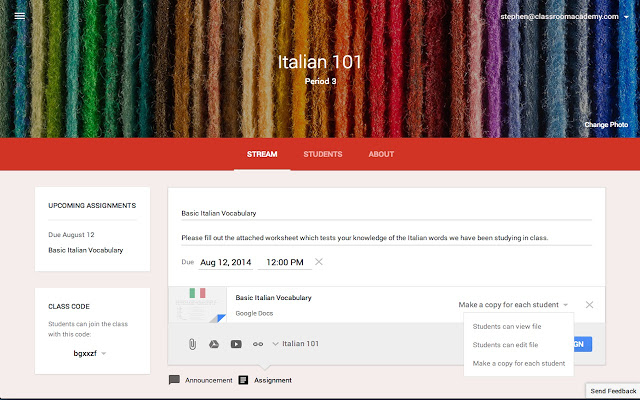 stephen@classroomacademy.com
Italian 101
Period 3
Change Photo
STREAM STUDENTS ABOUT
UPCOMING ASSIGNMENTS
Due August 12
Basic Italian Vocabulary
CLASS CODE
Students can join the class
with this code:
bgxxzf
Basic Italian Vocabulary
Please fill out the attached worksheet which tests your knowledge of the Italian words we have been studying in class.
Due Aug 12, 2014 12:00 PM
Basic Italian Vocabulary
Google Docs
Make a copy for each student
Students can view file
Students can edit file
Make a copy for each student
Italian 101
GN
Announcement Assignment
Send Feedback